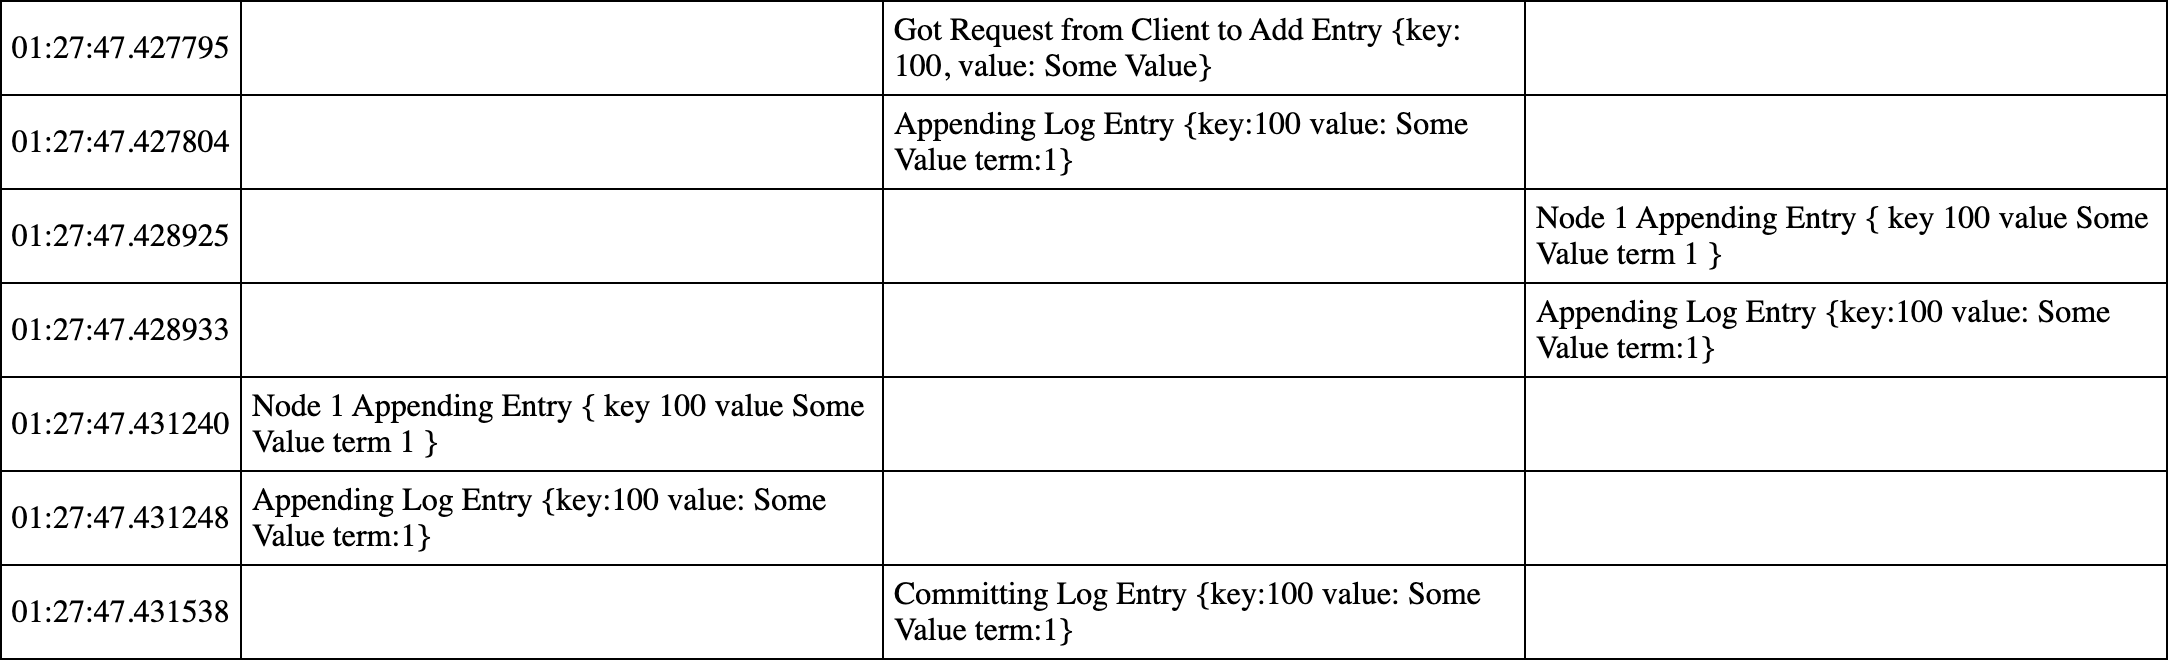 01:27:47.427795
Got Request from Client to Add Entry {key:
100, value: Some Value}
01:27:47.427804
Appending Log Entry {key:100 value: Some
Value term:1}
01:27:47.428925
Node 1 Appending Entry { key 100 value Some
Value term 1 }
01:27:47.428933
Appending Log Entry {key:100 value: Some
Value term:1}
01:27:47.431240
Node 1 Appending Entry { key 100 value Some
Value term 1 }
01:27:47.431248
Appending Log Entry {key:100 value: Some
Value term:1}
01:27:47.431538
Committing Log Entry {key:100 value: Some
Value term:1}